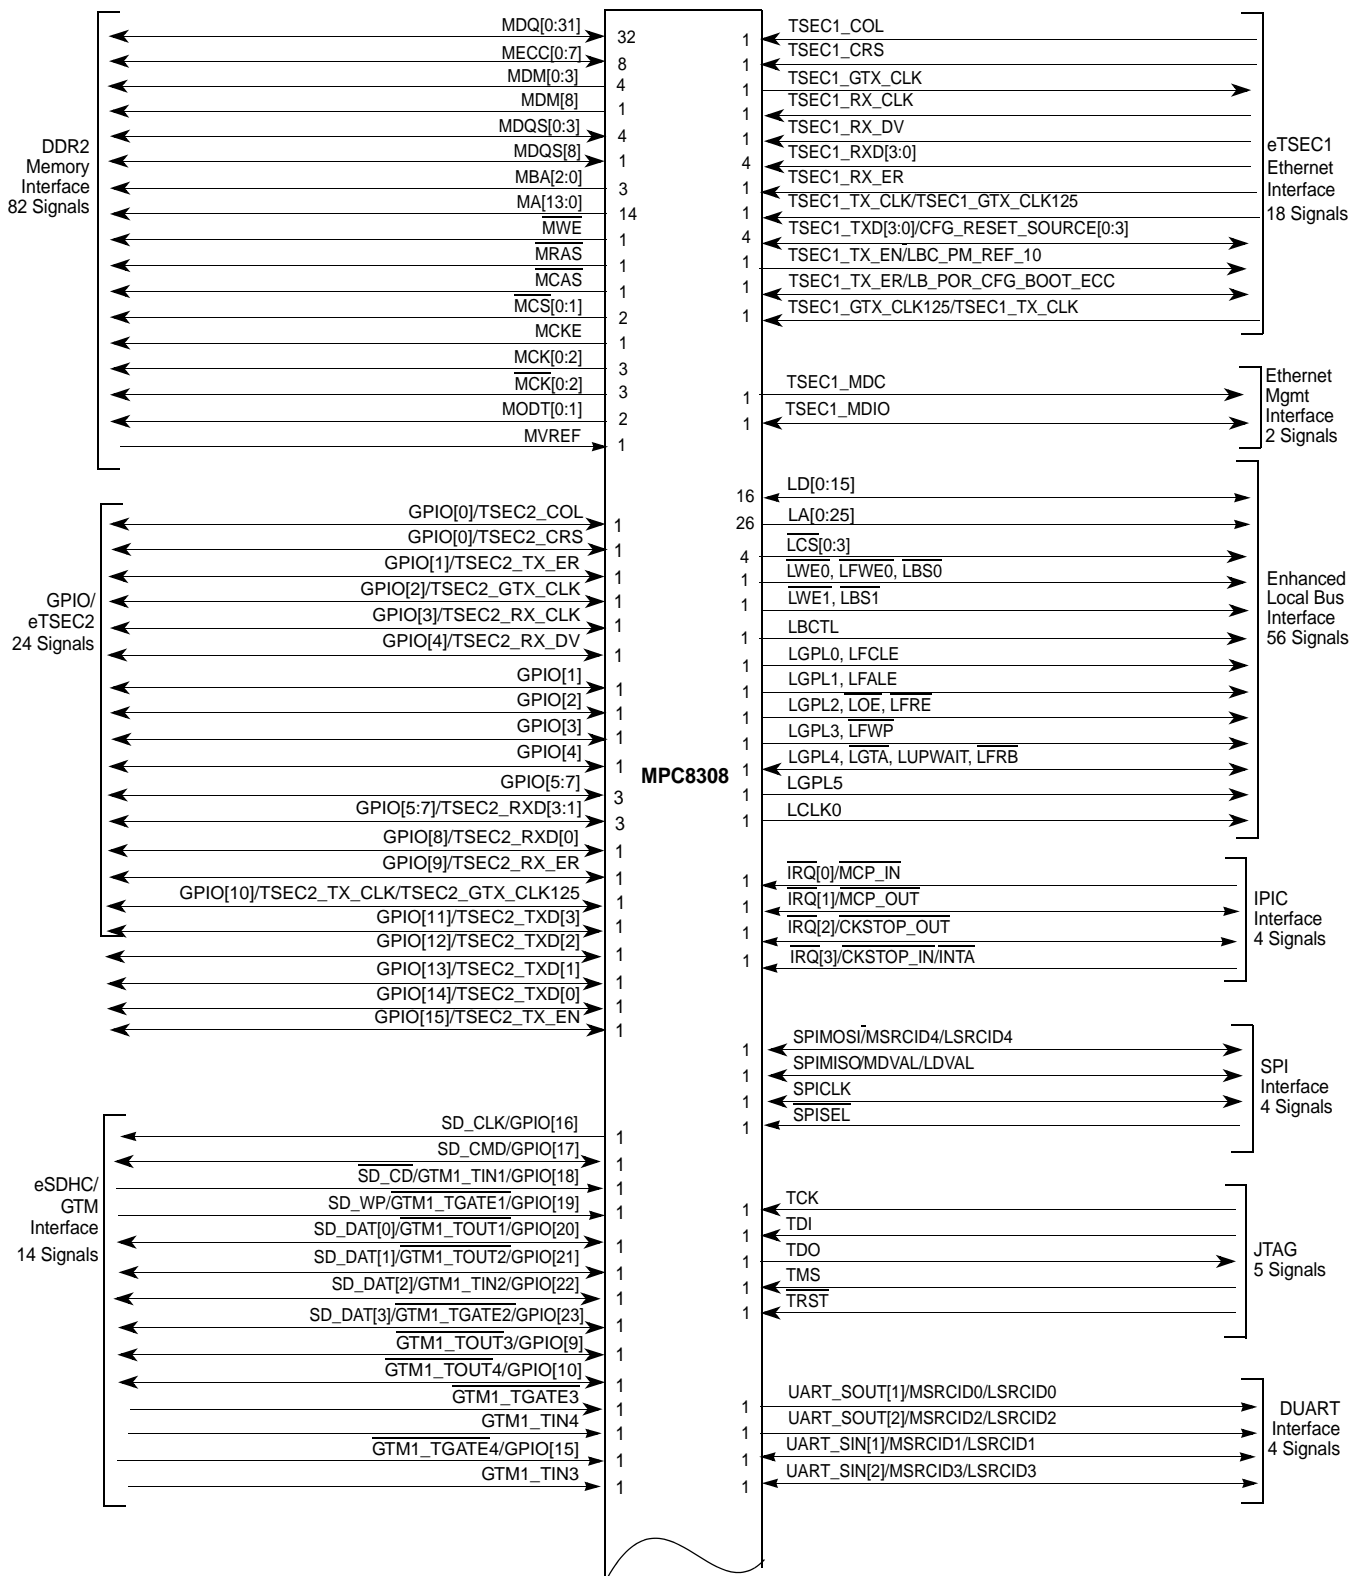 DDR2
Memory
Interface
82 Signals
MDQ[0:31] 32
MECC[0:7] 8
MDM[0:3] 4
MDM[8] 1
MDQS[0:3] 4
MDQS[8] 1
MBA[2:0] 3
MA[13:0] 14
MWE 1
MRAS 1
MCAS 1
MCS[0:1] 2
MCKE 1
MCK[0:2] 3
MCK[0:2] 3
MODT[0:1] 2
MVREF 1
GPIO/
eTSEC2
24 Signals
GPIO[0]/TSEC2_COL 1
GPIO[0]/TSEC2_CRS 1
GPIO[1]/TSEC2_TX_ER 1
GPIO[2]/TSEC2_GTX_CLK 1
GPIO[3]/TSEC2_RX_CLK 1
GPIO[4]/TSEC2_RX_DV 1
GPIO[1] 1
GPIO[2] 1
GPIO[3] 1
GPIO[4] 1
GPIO[5:7] 3
GPIO[5:7]/TSEC2_RXD[3:1] 3
GPIO[8]/TSEC2_RXD[0] 1
GPIO[9]/TSEC2_RX_ER 1
GPIO[10]/TSEC2_TX_CLK/TSEC2_GTX_CLK125 1
GPIO[11]/TSEC2_TXD[3] 1
GPIO[12]/TSEC2_TXD[2] 1
GPIO[13]/TSEC2_TXD[1] 1
GPIO[14]/TSEC2_TXD[0] 1
GPIO[15]/TSEC2_TX_EN 1
eSDHC/
GTM
Interface
14 Signals
SD_CLK/GPIO[16] 1
SD_CMD/GPIO[17] 1
SD_CD/GTM1_TIN1/GPIO[18] 1
SD_WP/GTM1_TGATE1/GPIO[19] 1
SD_DAT[0]/GTM1_TOUT1/GPIO[20] 1
SD_DAT[1]/GTM1_TOUT2/GPIO[21] 1
SD_DAT[2]/GTM1_TIN2/GPIO[22] 1
SD_DAT[3]/GTM1_TGATE2/GPIO[23] 1
GTM1_TOUT3/GPIO[9] 1
GTM1_TOUT4/GPIO[10] 1
GTM1_TGATE3 1
GTM1_TIN4 1
GTM1_TGATE4/GPIO[15] 1
GTM1_TIN3 1
MPC8308
1 TSEC1_COL
1 TSEC1_CRS
1 TSEC1_GTX_CLK
1 TSEC1_RX_CLK
1 TSEC1_RX_DV
4 TSEC1_RXD[3:0]
1 TSEC1_RX_ER
1 TSEC1_TX_CLK/TSEC1_GTX_CLK125
4 TSEC1_TXD[3:0]/CFG_RESET_SOURCE[0:3]
1 TSEC1_TX_EN/LBC_PM_REF_10
1 TSEC1_TX_ER/LB_POR_CFG_BOOT_ECC
1 TSEC1_GTX_CLK125/TSEC1_TX_CLK
eTSEC1
Ethernet
Interface
18 Signals
1 TSEC1_MDC
1 TSEC1_MDIO
Ethernet
Mgmt
Interface
2 Signals
16 LD[0:15]
26 LA[0:25]
4 LCS[0:3]
1 LWE0, LFWE0, LBS0
1 LWE1, LBS1
1 LBCTL
1 LGPL0, LFCLE
1 LGPL1, LFALE
1 LGPL2, LOE, LFRE
1 LGPL3, LFWP
1 LGPL4, LGTA, LUPWAIT, LFRB
1 LGPL5
1 LCLK0
Enhanced
Local Bus
Interface
56 Signals
1 IRQ[0]/MCP_IN
1 IRQ[1]/MCP_OUT
1 IRQ[2]/CKSTOP_OUT
1 IRQ[3]/CKSTOP_IN/INTA
IPIC
Interface
4 Signals
1 SPIMOSI/MSRCID4/LSRCID4
1 SPIMISO/MDVAL/LDVAL
1 SPICLK
1 SPISEL
SPI
Interface
4 Signals
1 TCK
1 TDI
1 TDO
1 TMS
1 TRST
JTAG
5 Signals
1 UART_SOUT[1]/MSRCID0/LSRCID0
1 UART_SOUT[2]/MSRCID2/LSRCID2
1 UART_SIN[1]/MSRCID1/LSRCID1
1 UART_SIN[2]/MSRCID3/LSRCID3
DUART
Interface
4 Signals